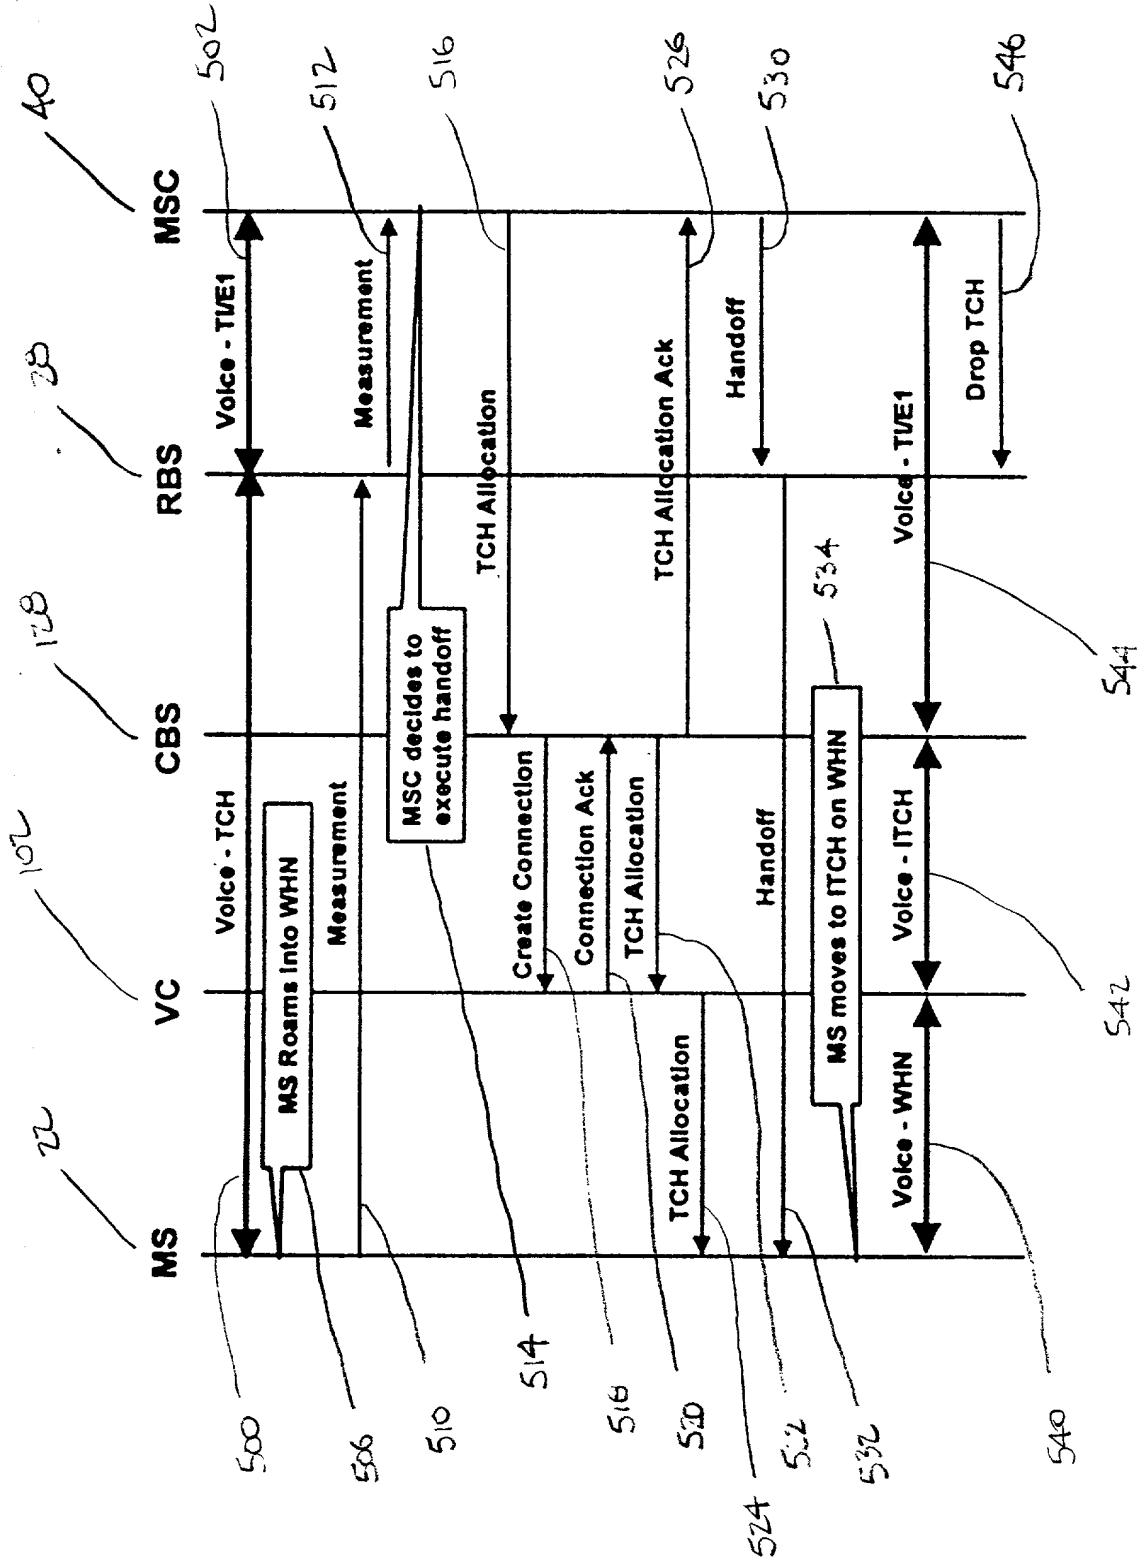 22
102
128
28
40
MS
VC
CBS
RBS
MSC
500
Voice - TCH
Voice - T1/E1
502
506
MS Roams into WHN
510
Measurement
Measurement
512
514
MSC decides to
execute handoff
TCH Allocation
516
518
Create Connection
520
Connection Ack
TCH Allocation
TCH Allocation Ack
526
524
TCH Allocation
Handoff
530
532
Handoff
MS moves to ITCH on WHN
534
540
Voice - WHN
542
Voice - ITCH
544
Voice - T1/E1
Drop TCH
546